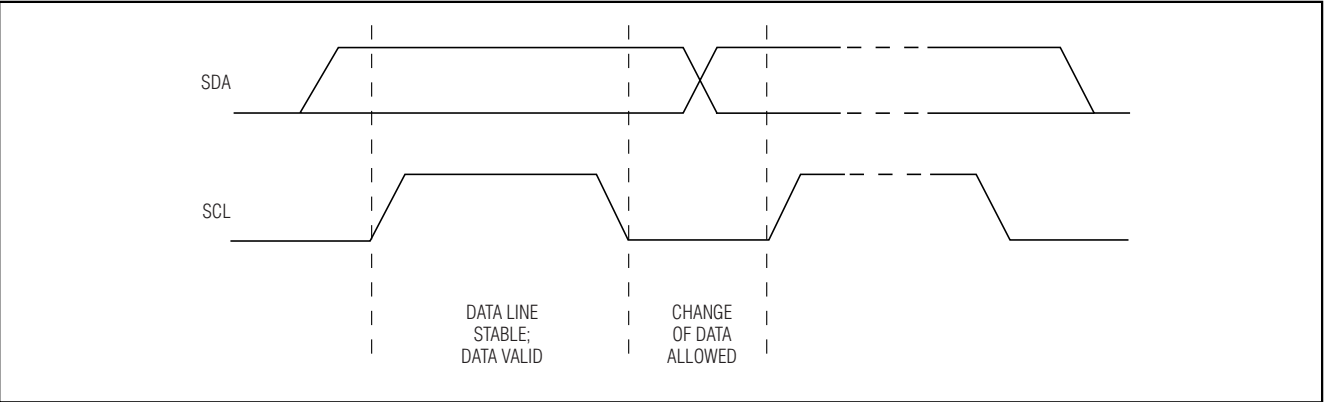 SDA
SCL
DATA LINE
STABLE;
DATA VALID
CHANGE
OF DATA
ALLOWED